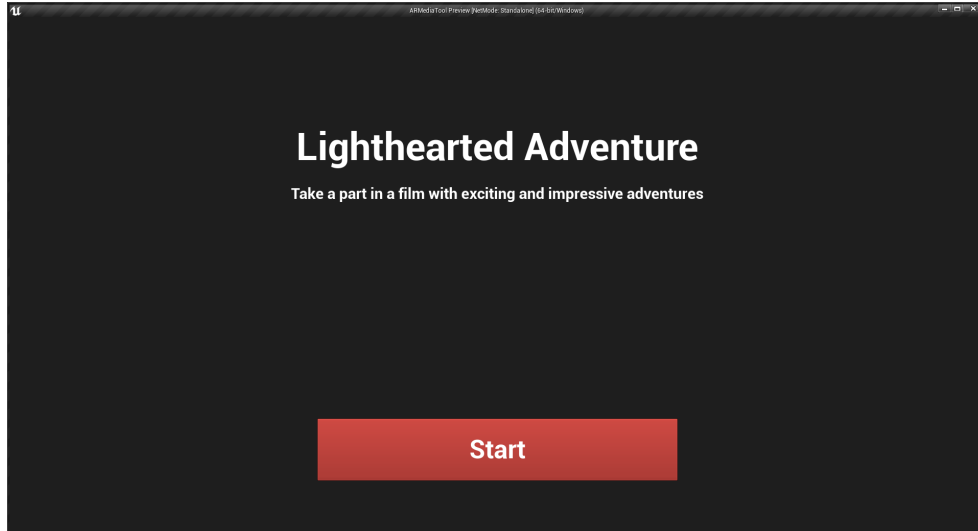 ARMediaTool Preview [NetMode: Standalone] (64-bit/Windows)
Lighthearted Adventure
Take a part in a film with exciting and impressive adventures
Start